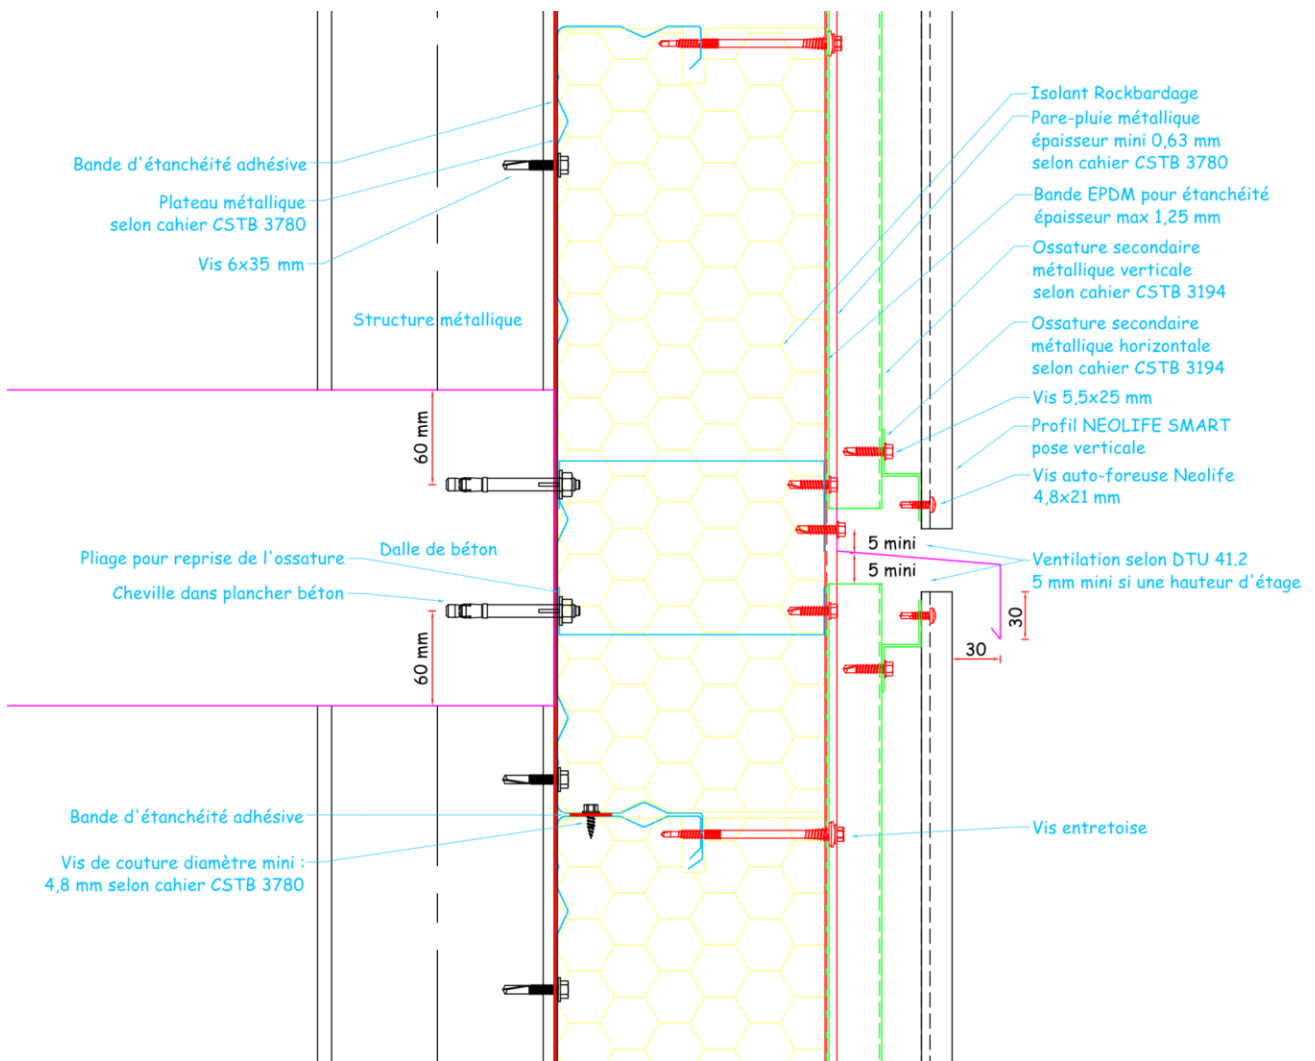 Bande d'étanchéité adhésive
Plateau métallique
selon cahier CSTB 3780
Vis 6x35 mm
Structure métallique
60 mm
Pliage pour reprise de l'ossature
Dalle de béton
Cheville dans plancher béton
60 mm
Bande d'étanchéité adhésive
Vis de couture diamètre mini :
4,8 mm selon cahier CSTB 3780
Isolant Rockbardage
Pare-pluie métallique
épaisseur mini 0,63 mm
selon cahier CSTB 3780
Bande EPDM pour étanchéité
épaisseur max 1,25 mm
Ossature secondaire
métallique verticale
selon cahier CSTB 3194
Ossature secondaire
métallique horizontale
selon cahier CSTB 3194
Vis 5,5x25 mm
Profil NEOLIFE SMART
pose verticale
Vis auto-foreuse Neolife
4,8x21 mm
5 mini
5 mini
Ventilation selon DTU 41.2
5 mm mini si une hauteur d'étage
30
30
Vis entretoise